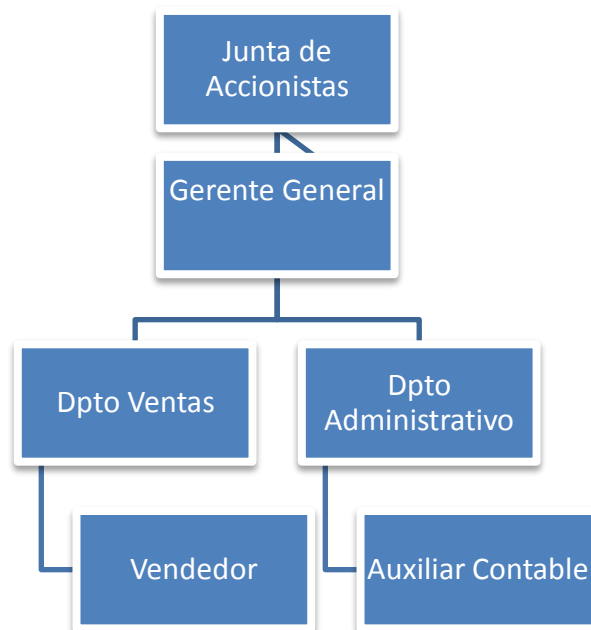 Junta de
Accionistas
Gerente General
Dpto Ventas
Dpto
Administrativo
Vendedor
Auxiliar Contable